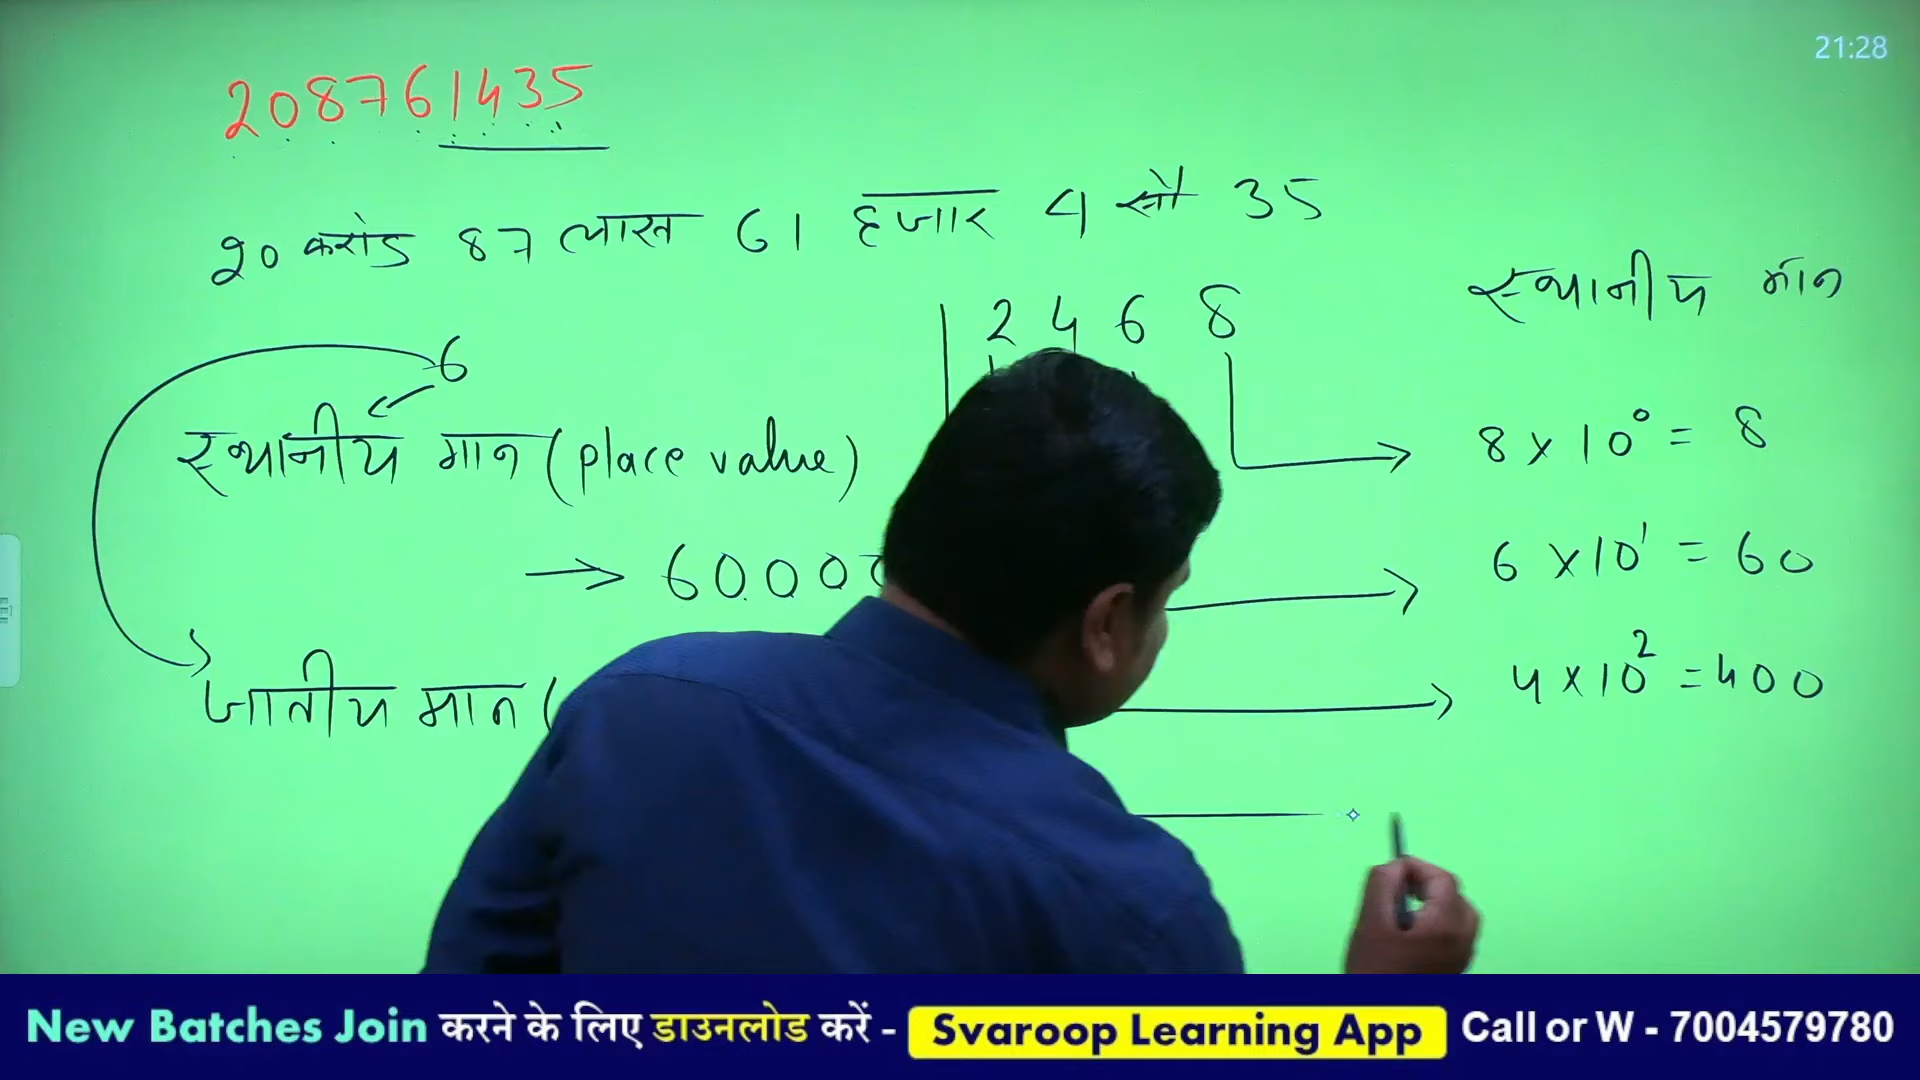 21:28
208761435
20 करोड 87 लाख 61 हजार 4 सौ 35
2 4 6 8
स्थानीय मान
6
8 × 10⁰ = 8
स्थानीय मान (place value)
6 × 10¹ = 60
→ 6000
4 × 10² = 400
जातीय मान (
New Batches Join करने के लिए डाउनलोड करें - Svaroop Learning App Call or W - 7004579780